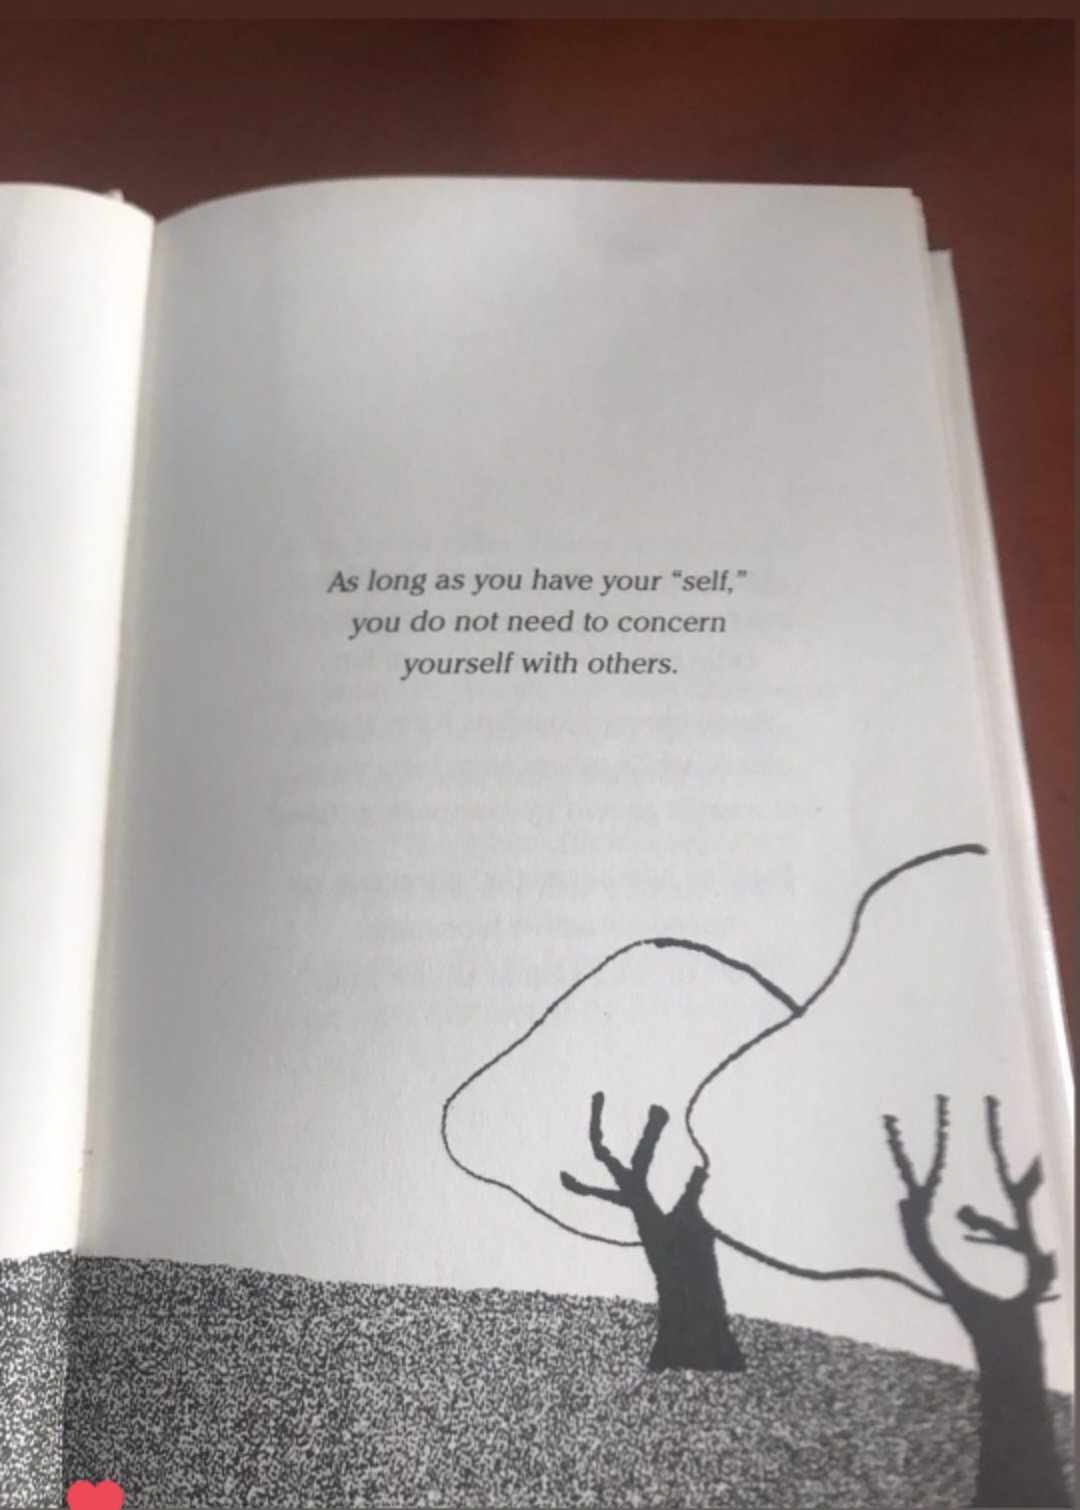 As long as you have your “self,”
you do not need to concern
yourself with others.